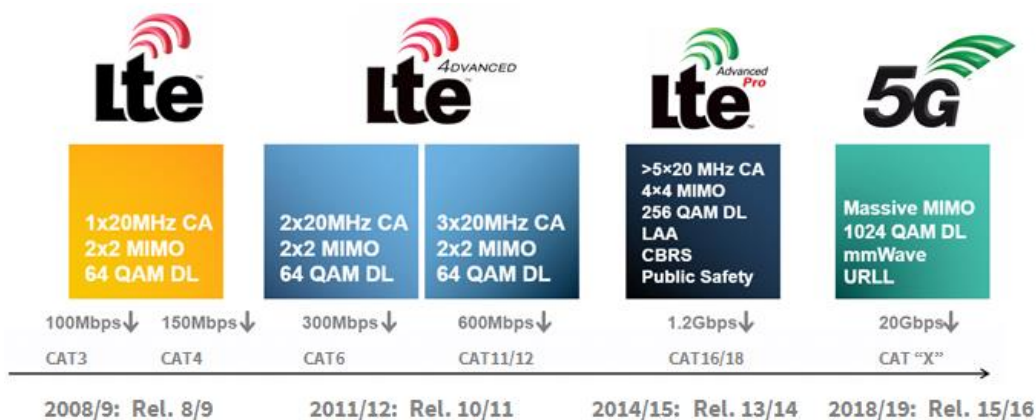 LTE™
LTE™
4DVANCED
LTE™
Advanced
Pro
5G
1x20MHz CA
2x2 MIMO
64 QAM DL
2x20MHz CA
2x2 MIMO
64 QAM DL
3x20MHz CA
2x2 MIMO
64 QAM DL
>5×20 MHz CA
4×4 MIMO
256 QAM DL
LAA
CBRS
Public Safety
Massive MIMO
1024 QAM DL
mmWave
URLL
100Mbps↓ 150Mbps↓ 300Mbps↓ 600Mbps↓ 1.2Gbps↓ 20Gbps↓
CAT3 CAT4 CAT6 CAT11/12 CAT16/18 CAT “X”
2008/9: Rel. 8/9 2011/12: Rel. 10/11 2014/15: Rel. 13/14 2018/19: Rel. 15/16